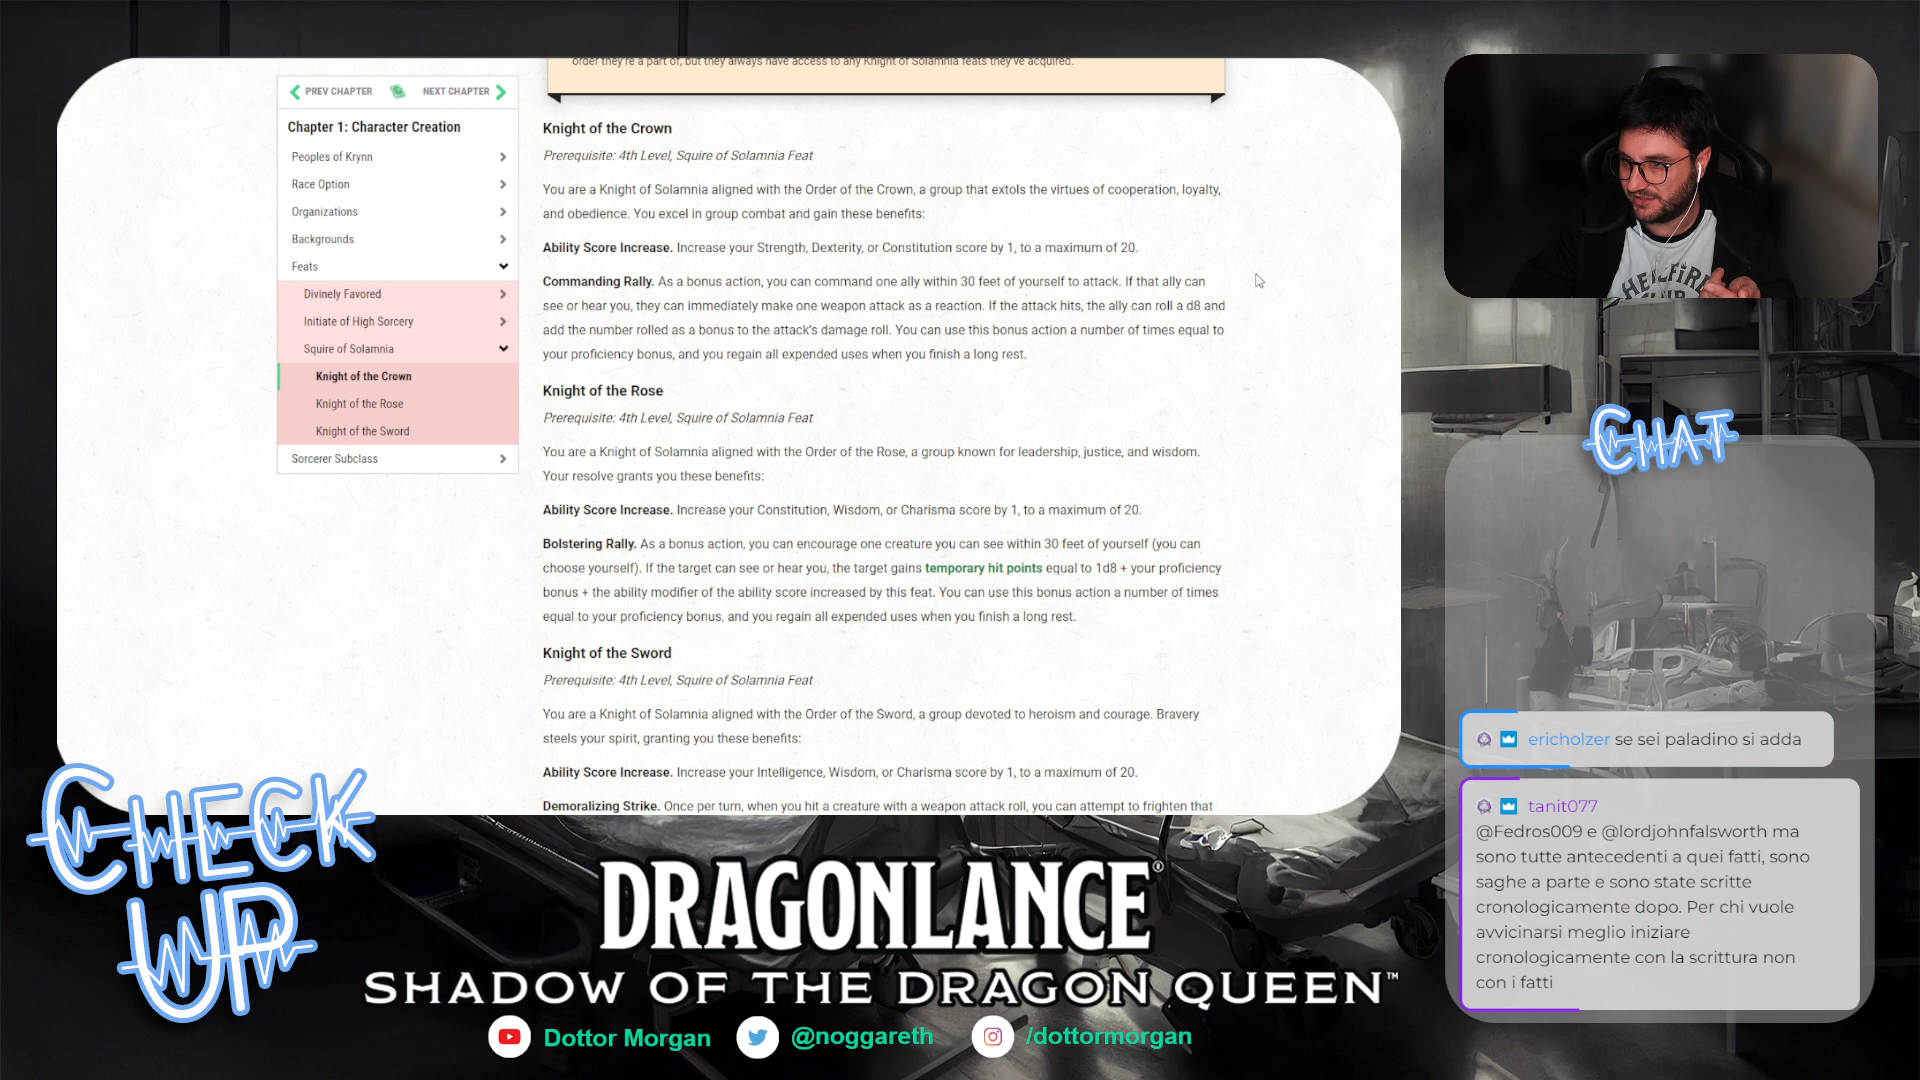 order they're a part of, but they always have access to any Knight of Solamnia feats they've acquired.
PREV CHAPTER
NEXT CHAPTER
Chapter 1: Character Creation
Peoples of Krynn
Race Option
Organizations
Backgrounds
Feats
Divinely Favored
Initiate of High Sorcery
Squire of Solamnia
Knight of the Crown
Knight of the Rose
Knight of the Sword
Sorcerer Subclass
Knight of the Crown
Prerequisite: 4th Level, Squire of Solamnia Feat
You are a Knight of Solamnia aligned with the Order of the Crown, a group that extols the virtues of cooperation, loyalty,
and obedience. You excel in group combat and gain these benefits:
Ability Score Increase. Increase your Strength, Dexterity, or Constitution score by 1, to a maximum of 20.
Commanding Rally. As a bonus action, you can command one ally within 30 feet of yourself to attack. If that ally can
see or hear you, they can immediately make one weapon attack as a reaction. If the attack hits, the ally can roll a d8 and
add the number rolled as a bonus to the attack's damage roll. You can use this bonus action a number of times equal to
your proficiency bonus, and you regain all expended uses when you finish a long rest.
Knight of the Rose
Prerequisite: 4th Level, Squire of Solamnia Feat
You are a Knight of Solamnia aligned with the Order of the Rose, a group known for leadership, justice, and wisdom.
Your resolve grants you these benefits:
Ability Score Increase. Increase your Constitution, Wisdom, or Charisma score by 1, to a maximum of 20.
Bolstering Rally. As a bonus action, you can encourage one creature you can see within 30 feet of yourself (you can
choose yourself). If the target can see or hear you, the target gains temporary hit points equal to 1d8 + your proficiency
bonus + the ability modifier of the ability score increased by this feat. You can use this bonus action a number of times
equal to your proficiency bonus, and you regain all expended uses when you finish a long rest.
Knight of the Sword
Prerequisite: 4th Level, Squire of Solamnia Feat
You are a Knight of Solamnia aligned with the Order of the Sword, a group devoted to heroism and courage. Bravery
steels your spirit, granting you these benefits:
Ability Score Increase. Increase your Intelligence, Wisdom, or Charisma score by 1, to a maximum of 20.
Demoralizing Strike. Once per turn, when you hit a creature with a weapon attack roll, you can attempt to frighten that
HELLFIRE
CLUB
CHAT
ericholzer se sei paladino si adda
tanit077
@Fedros009 e @lordjohnfalsworth ma
sono tutte antecedenti a quei fatti, sono
saghe a parte e sono state scritte
cronologicamente dopo. Per chi vuole
avvicinarsi meglio iniziare
cronologicamente con la scrittura non
con i fatti
CHECK
UP
DRAGONLANCE®
SHADOW OF THE DRAGON QUEEN™
Dottor Morgan
@noggareth
/dottormorgan